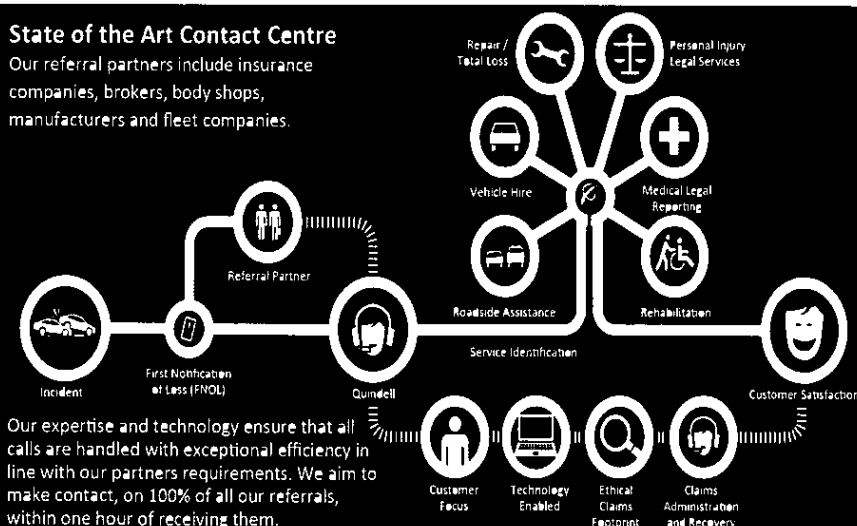 State of the Art Contact Centre
Our referral partners include insurance
companies, brokers, body shops,
manufacturers and fleet companies.
Repair /
Total Loss
Personal Injury
Legal Services
Vehicle Hire
Medical Legal
Reporting
Referral Partner
Roadside Assistance
Rehabilitation
Service Identification
Incident
First Notification
of Loss (FNOL)
Quindell
Customer Satisfaction
Our expertise and technology ensure that all
calls are handled with exceptional efficiency in
line with our partners requirements. We aim to
make contact, on 100% of all our referrals,
within one hour of receiving them.
Customer
Focus
Technology
Enabled
Ethical
Claims
Footprint
Claims
Administration
and Recovery